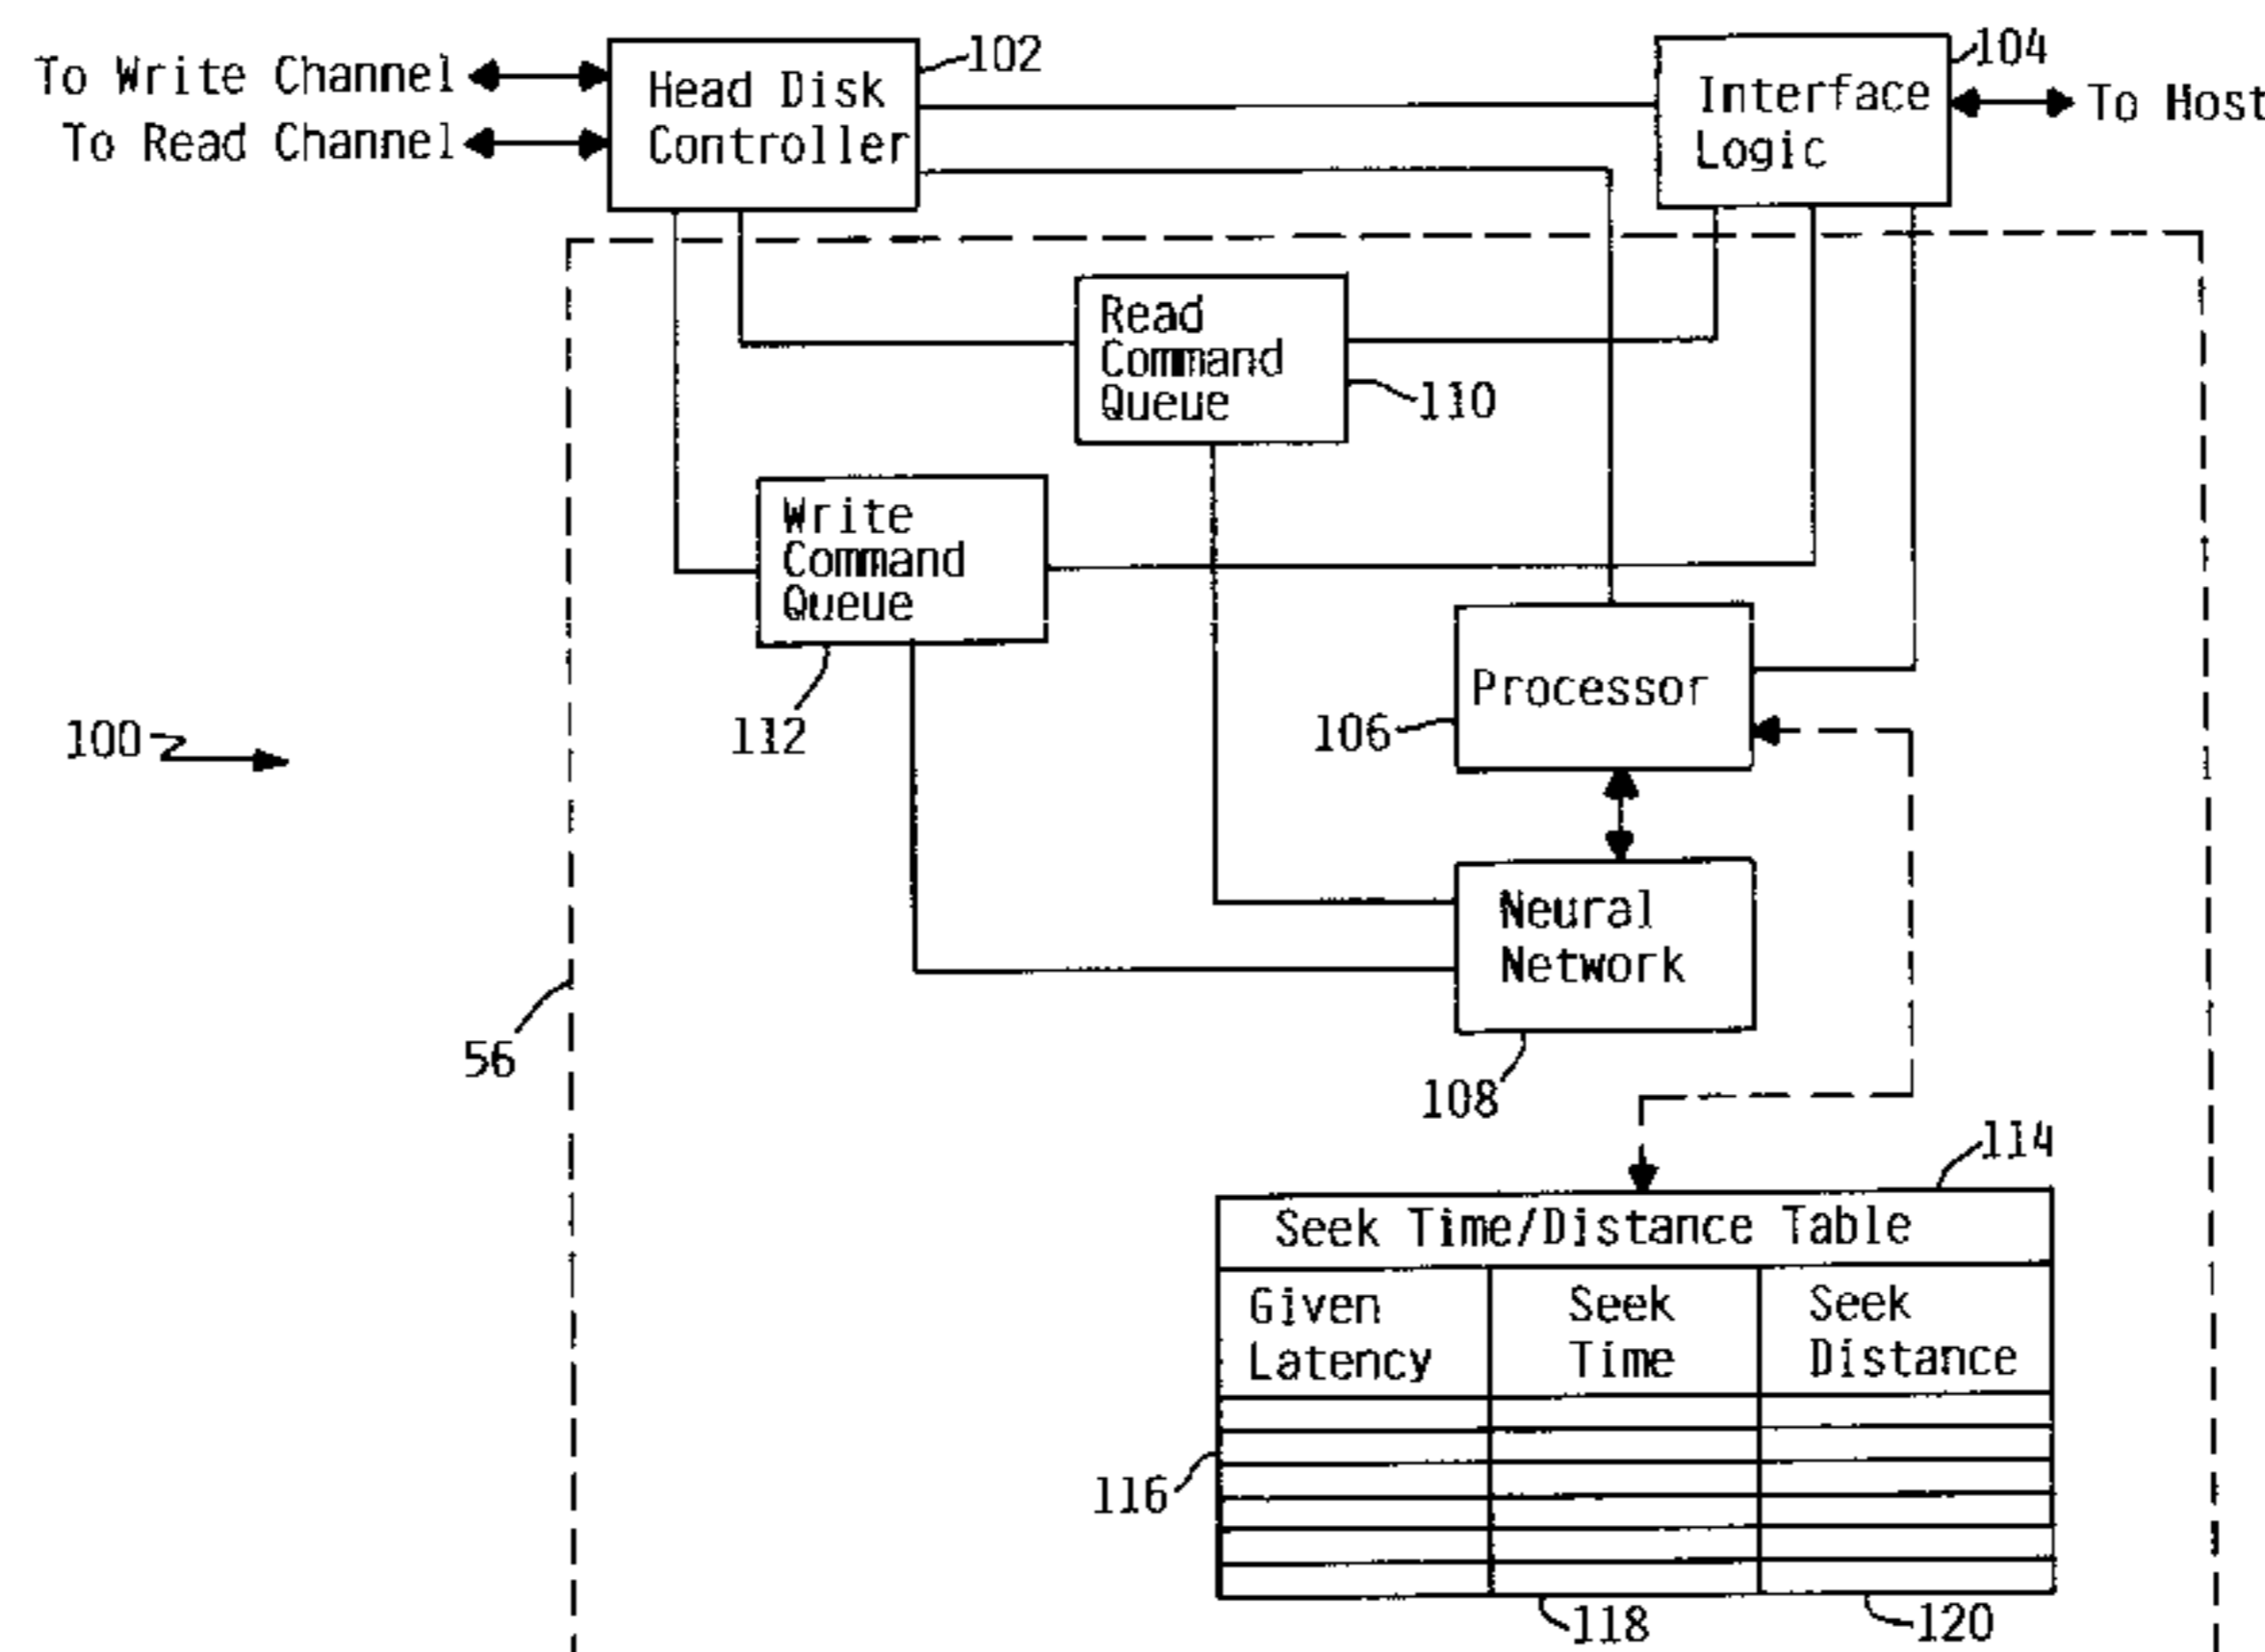 To Write Channel
To Read Channel
Head Disk
Controller
102
Interface
Logic
104
To Host
Read
Command
Queue
110
Write
Command
Queue
112
Processor
106
100
Neural
Network
108
56
114
Seek Time/Distance Table
Given
Latency
Seek
Time
Seek
Distance
116
118
120